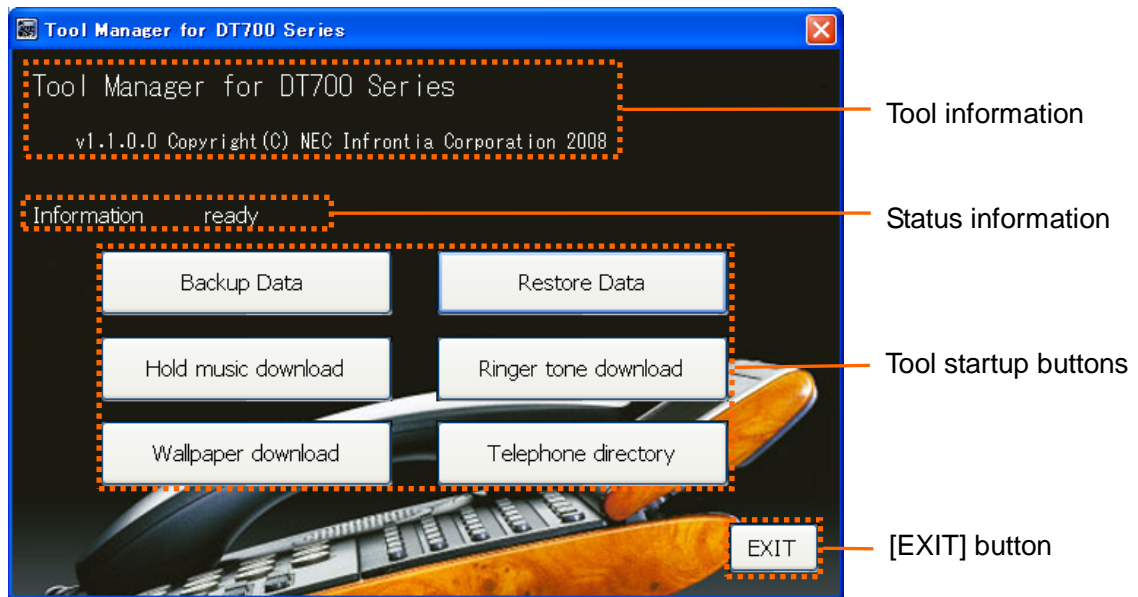 Tool Manager for DT700 Series
Tool Manager for DT700 Series
v1.1.0.0 Copyright(C) NEC Infrontia Corporation 2008
Tool information
Information ready
Status information
Backup Data Restore Data
Hold music download Ringer tone download
Tool startup buttons
Wallpaper download Telephone directory
EXIT
[EXIT] button